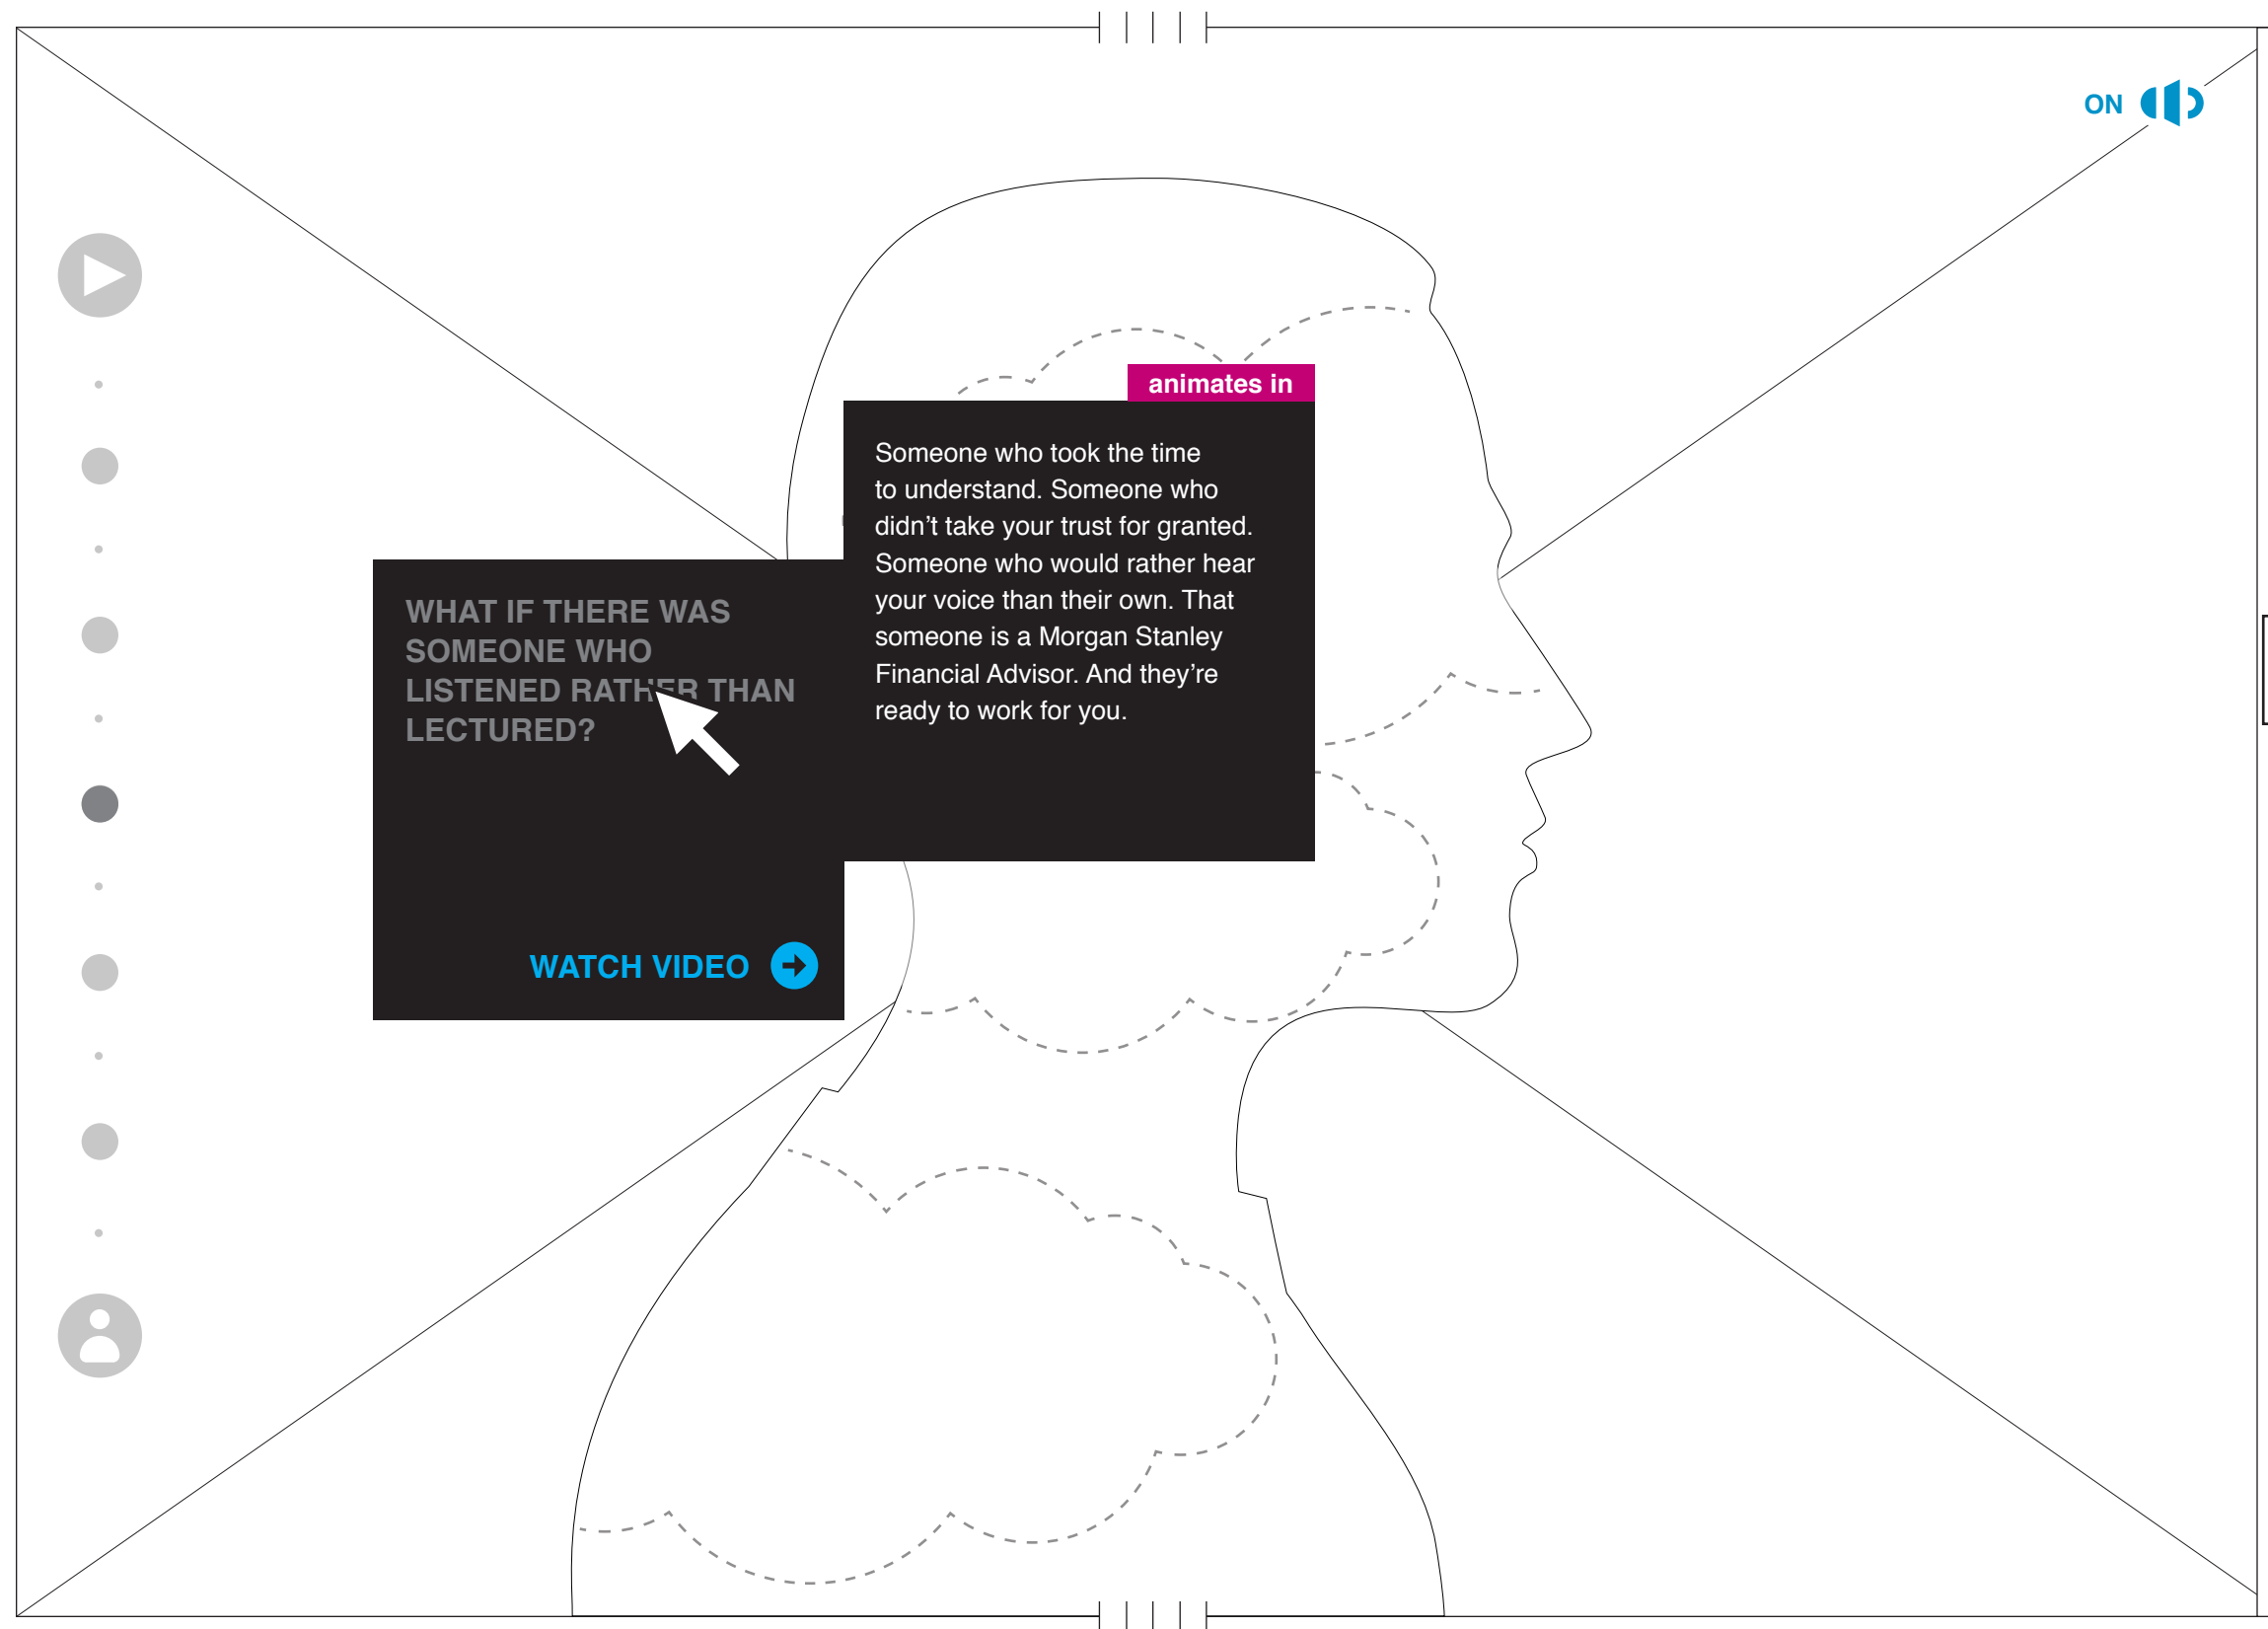 ON
animates in
Someone who took the time
to understand. Someone who
didn’t take your trust for granted.
Someone who would rather hear
your voice than their own. That
someone is a Morgan Stanley
Financial Advisor. And they’re
ready to work for you.
WHAT IF THERE WAS
SOMEONE WHO
LISTENED RATHER THAN
LECTURED?
WATCH VIDEO